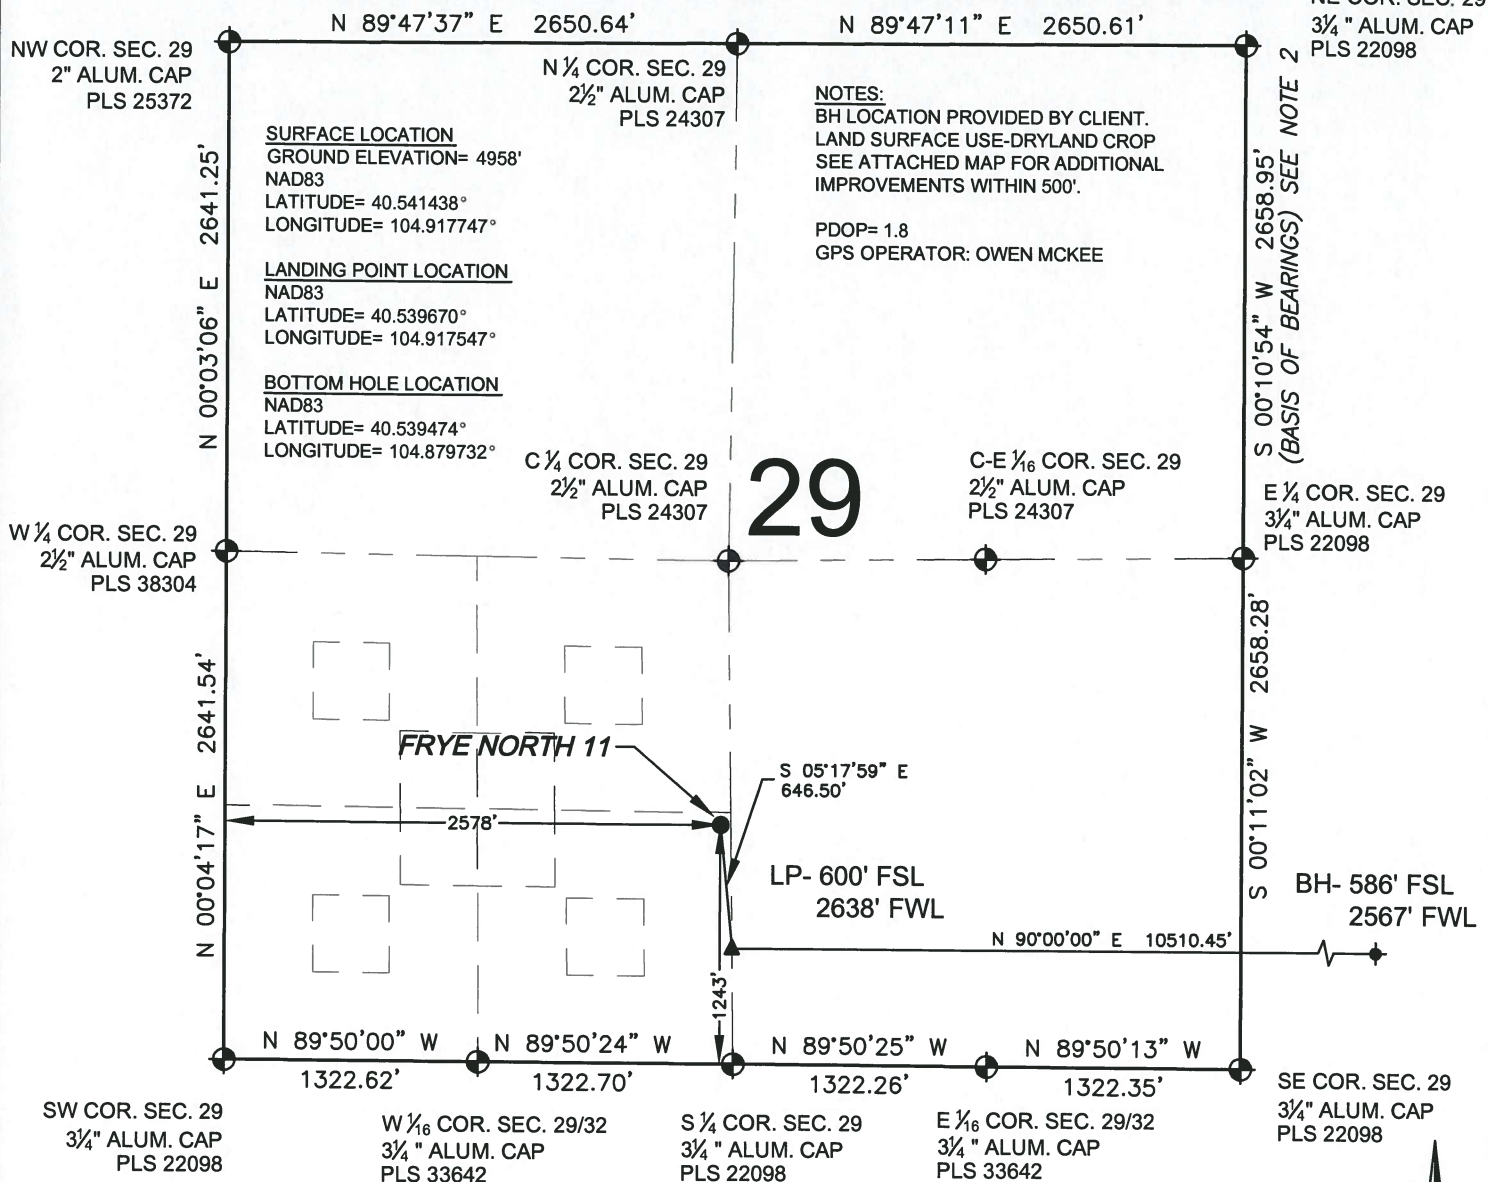 N 89°47'37" E 2650.64'
N 89°47'11" E 2650.61'
NE COR. SEC. 29
3¼" ALUM. CAP
PLS 22098
NW COR. SEC. 29
2" ALUM. CAP
PLS 25372
N ¼ COR. SEC. 29
2½" ALUM. CAP
PLS 24307
NOTES:
BH LOCATION PROVIDED BY CLIENT.
LAND SURFACE USE-DRYLAND CROP
SEE ATTACHED MAP FOR ADDITIONAL
IMPROVEMENTS WITHIN 500'.
PDOP= 1.8
GPS OPERATOR: OWEN MCKEE
SURFACE LOCATION
GROUND ELEVATION= 4958'
NAD83
LATITUDE= 40.541438°
LONGITUDE= 104.917747°
LANDING POINT LOCATION
NAD83
LATITUDE= 40.539670°
LONGITUDE= 104.917547°
BOTTOM HOLE LOCATION
NAD83
LATITUDE= 40.539474°
LONGITUDE= 104.879732°
N 00°03'06" E 2641.25'
S 00°10'54" W 2658.95'
(BASIS OF BEARINGS) SEE NOTE 2
C ¼ COR. SEC. 29
2½" ALUM. CAP
PLS 24307
29
C-E 1⁄16 COR. SEC. 29
2½" ALUM. CAP
PLS 24307
E ¼ COR. SEC. 29
3¼" ALUM. CAP
PLS 22098
W ¼ COR. SEC. 29
2½" ALUM. CAP
PLS 38304
N 00°04'17" E 2641.54'
S 00°11'02" W 2658.28'
FRYE NORTH 11
S 05°17'59" E
646.50'
2578'
LP- 600' FSL
2638' FWL
BH- 586' FSL
2567' FWL
N 90°00'00" E 10510.45'
1243'
N 89°50'00" W
1322.62'
N 89°50'24" W
1322.70'
N 89°50'25" W
1322.26'
N 89°50'13" W
1322.35'
SW COR. SEC. 29
3¼" ALUM. CAP
PLS 22098
W 1⁄16 COR. SEC. 29/32
3¼" ALUM. CAP
PLS 33642
S ¼ COR. SEC. 29
3¼" ALUM. CAP
PLS 22098
E 1⁄16 COR. SEC. 29/32
3¼" ALUM. CAP
PLS 33642
SE COR. SEC. 29
3¼" ALUM. CAP
PLS 22098